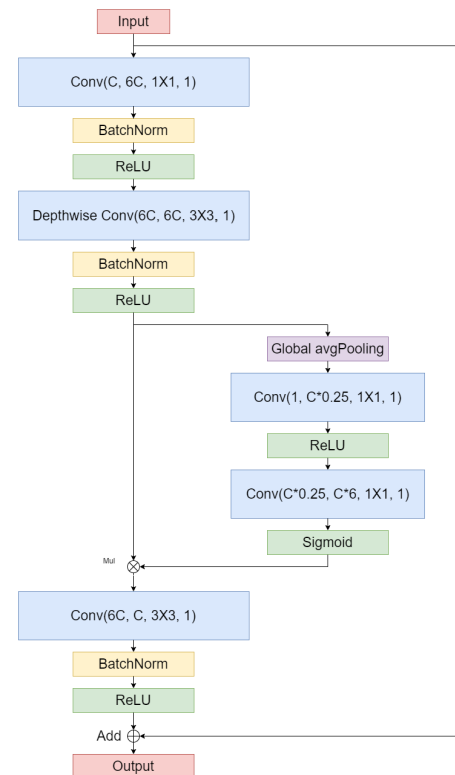 Input
Conv(C, 6C, 1X1, 1)
BatchNorm
ReLU
Depthwise Conv(6C, 6C, 3X3, 1)
BatchNorm
ReLU
Global avgPooling
Conv(1, C*0.25, 1X1, 1)
ReLU
Conv(C*0.25, C*6, 1X1, 1)
Sigmoid
Mul
Conv(6C, C, 3X3, 1)
BatchNorm
ReLU
Add
Output